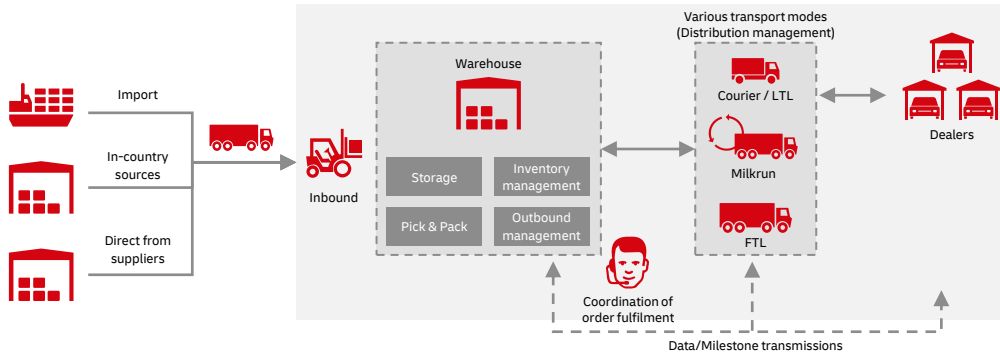 Import
In-country
sources
Direct from
suppliers
Inbound
Warehouse
Storage
Inventory
management
Pick & Pack
Outbound
management
Coordination of
order fulfilment
Various transport modes
(Distribution management)
Courier / LTL
Milkrun
FTL
Dealers
Data/Milestone transmissions